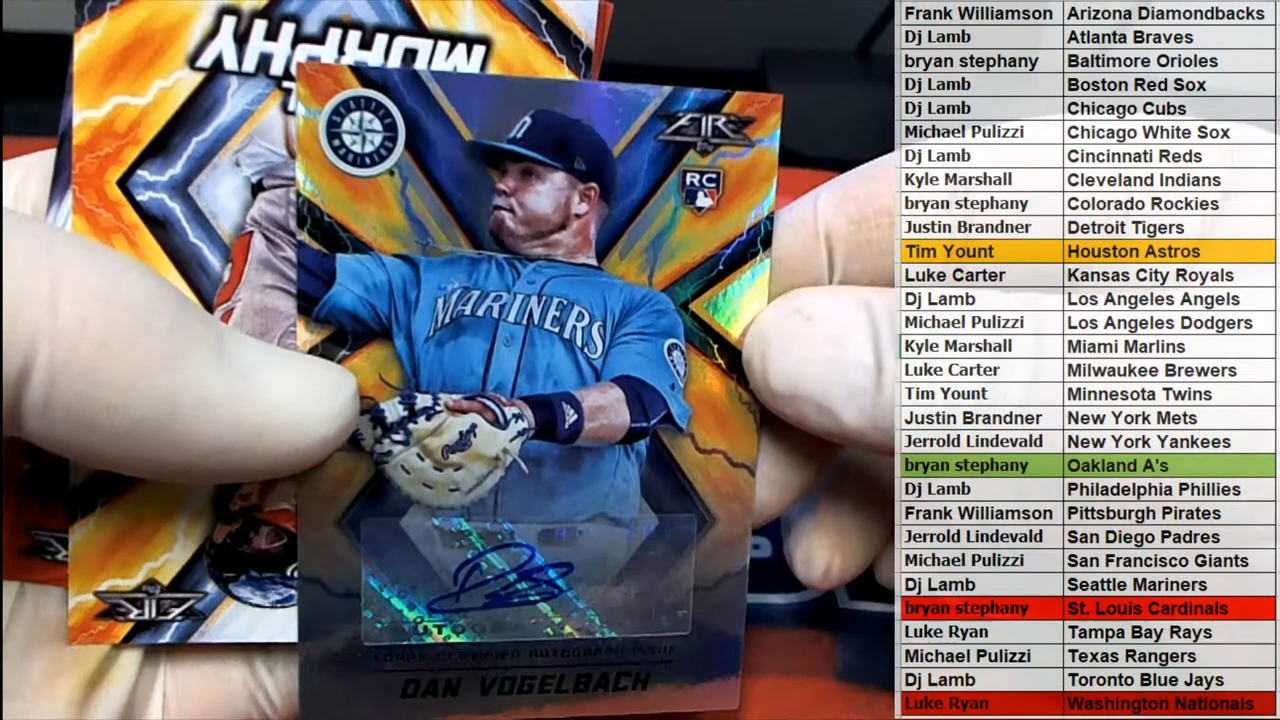 MURPHY
SEATTLE
MARINERS
FIRE
RC
MARINERS
adidas
TOPPS CERTIFIED AUTOGRAPH ISSUE
DAN VOGELBACH
FIRE
Frank Williamson Arizona Diamondbacks
Dj Lamb Atlanta Braves
bryan stephany Baltimore Orioles
Dj Lamb Boston Red Sox
Dj Lamb Chicago Cubs
Michael Pulizzi Chicago White Sox
Dj Lamb Cincinnati Reds
Kyle Marshall Cleveland Indians
bryan stephany Colorado Rockies
Justin Brandner Detroit Tigers
Tim Yount Houston Astros
Luke Carter Kansas City Royals
Dj Lamb Los Angeles Angels
Michael Pulizzi Los Angeles Dodgers
Kyle Marshall Miami Marlins
Luke Carter Milwaukee Brewers
Tim Yount Minnesota Twins
Justin Brandner New York Mets
Jerrold Lindevald New York Yankees
bryan stephany Oakland A's
Dj Lamb Philadelphia Phillies
Frank Williamson Pittsburgh Pirates
Jerrold Lindevald San Diego Padres
Michael Pulizzi San Francisco Giants
Dj Lamb Seattle Mariners
bryan stephany St. Louis Cardinals
Luke Ryan Tampa Bay Rays
Michael Pulizzi Texas Rangers
Dj Lamb Toronto Blue Jays
Luke Ryan Washington Nationals